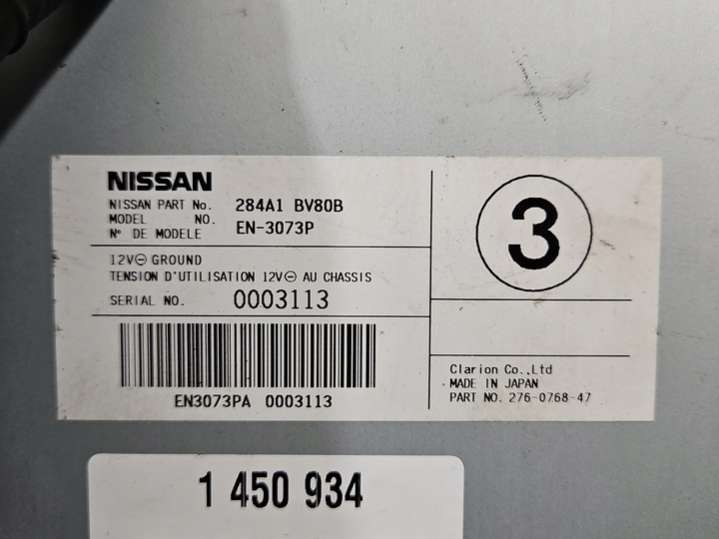 NISSAN
NISSAN PART No. 284A1 BV80B
MODEL NO. EN-3073P
N° DE MODELE
12V⊖ GROUND
TENSION D'UTILISATION 12V⊖ AU CHASSIS
SERIAL NO. 0003113
EN3073PA 0003113
3
Clarion Co.,Ltd
MADE IN JAPAN
PART NO. 276-0768-47
1 450 934